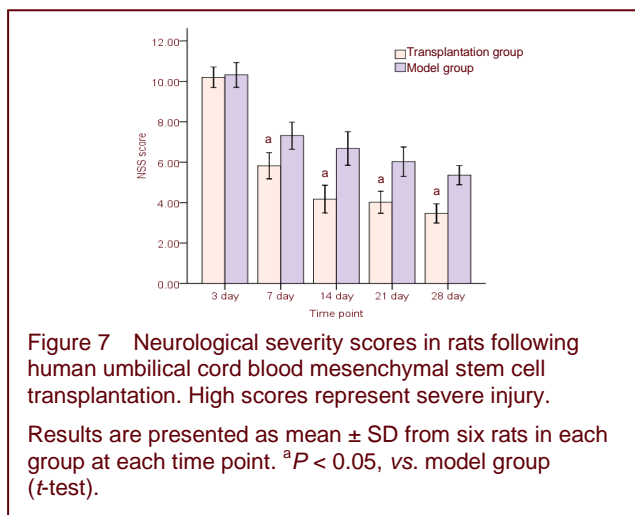 12.00
10.00
8.00
6.00
4.00
2.00
0.00
NSS score
Transplantation group
Model group
a
a
a
a
3 day 7 day 14 day 21 day 28 day
Time point
Figure 7 Neurological severity scores in rats following
human umbilical cord blood mesenchymal stem cell
transplantation. High scores represent severe injury.
Results are presented as mean ± SD from six rats in each
group at each time point. ᵃP < 0.05, vs. model group
(t-test).